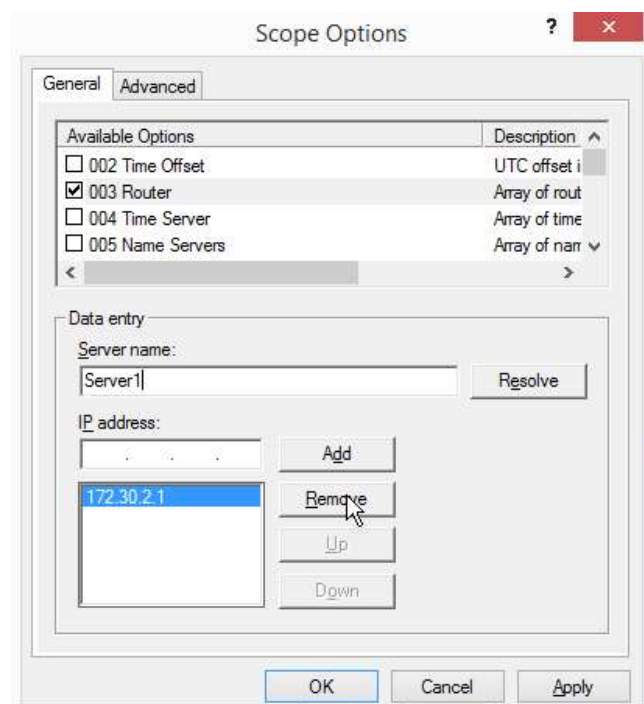 Scope Options ?
General Advanced
Available Options Description
002 Time Offset UTC offset i
003 Router Array of rout
004 Time Server Array of time
005 Name Servers Array of nam
Data entry
Server name:
Server1 Resolve
IP address:
. . . Add
172.30.2.1 Remove
Up
Down
OK Cancel Apply